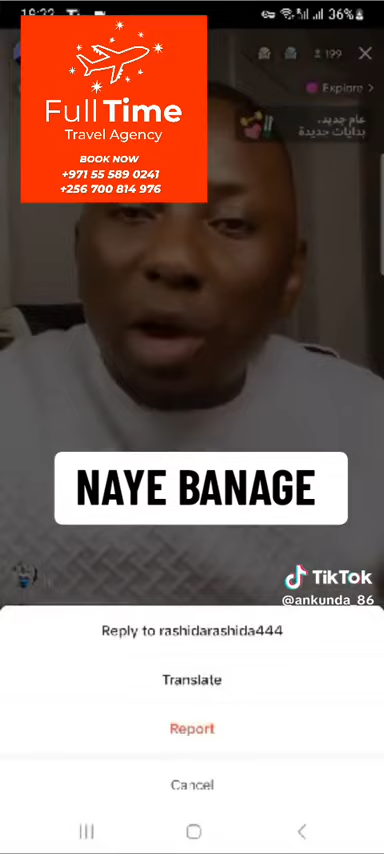 36%
Full Time
Travel Agency
BOOK NOW
+971 55 589 0241
+256 700 814 976
199
Explore >
عام جديد،
بدايات جديدة
NAYE BANAGE
TikTok
@ankunda_86
Reply to rashidarashida444
Translate
Report
Cancel